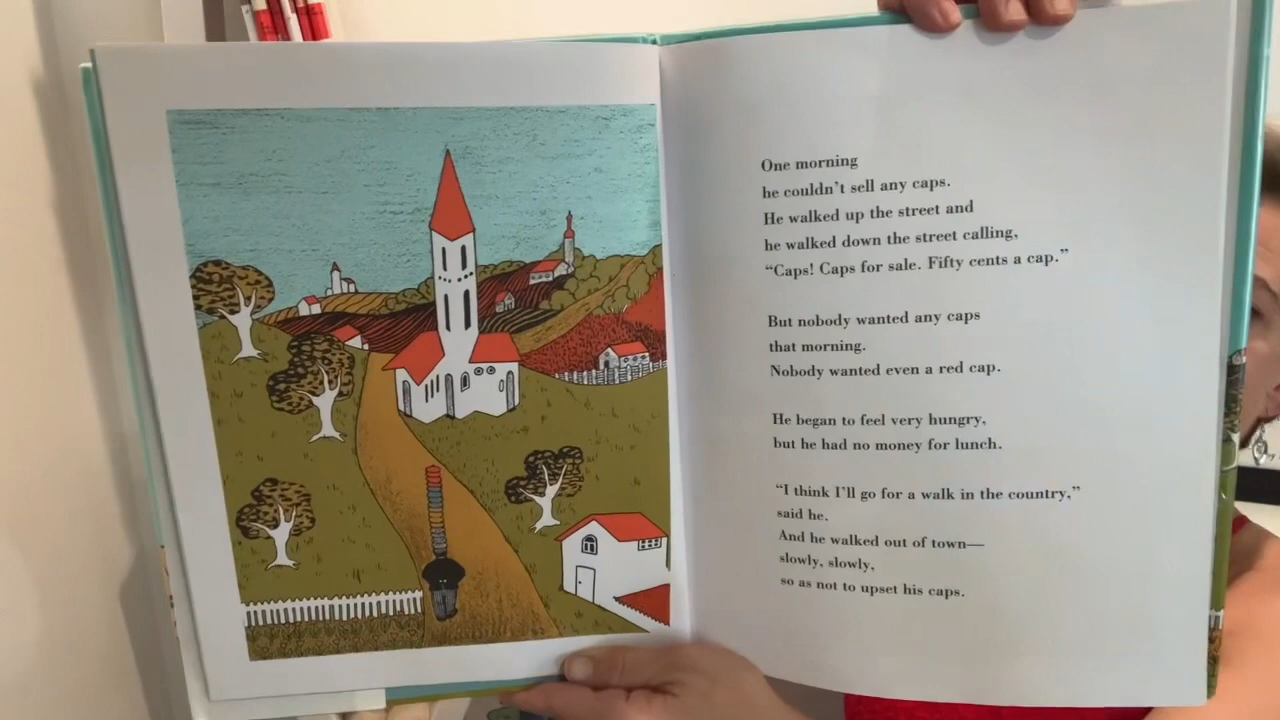 One morning
he couldn't sell any caps.
He walked up the street and
he walked down the street calling,
“Caps! Caps for sale. Fifty cents a cap.”
But nobody wanted any caps
that morning.
Nobody wanted even a red cap.
He began to feel very hungry,
but he had no money for lunch.
“I think I'll go for a walk in the country,”
said he.
And he walked out of town—
slowly, slowly,
so as not to upset his caps.